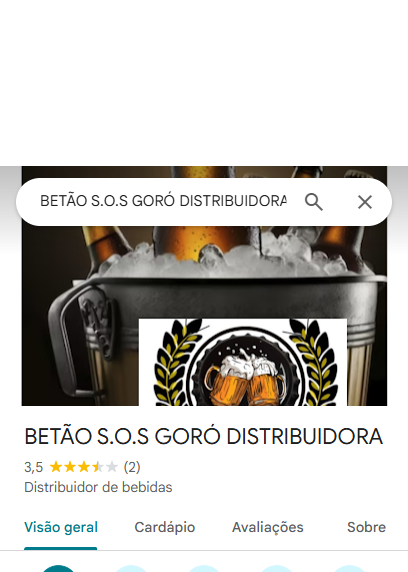 BETÃO S.O.S GORÓ DISTRIBUIDORA
BETÃO S.O.S GORÓ DISTRIBUIDORA
3,5 (2)
Distribuidor de bebidas
Visão geral Cardápio Avaliações Sobre